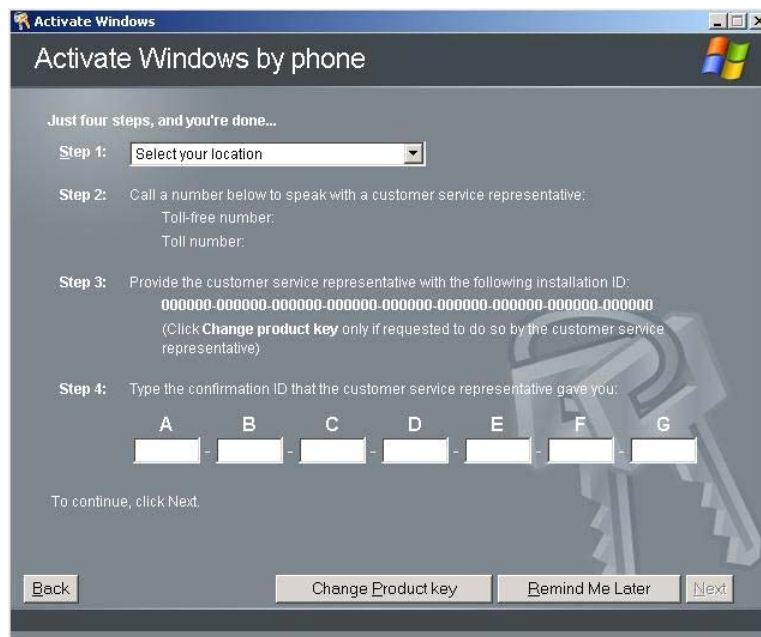 Activate Windows
Activate Windows by phone
Just four steps, and you're done...
Step 1: Select your location
Step 2: Call a number below to speak with a customer service representative:
Toll-free number:
Toll number:
Step 3: Provide the customer service representative with the following installation ID:
000000-000000-000000-000000-000000-000000-000000-000000-000000
(Click Change product key only if requested to do so by the customer service
representative)
Step 4: Type the confirmation ID that the customer service representative gave you:
A B C D E F G
- - - - - -
To continue, click Next.
Back Change Product key Remind Me Later Next